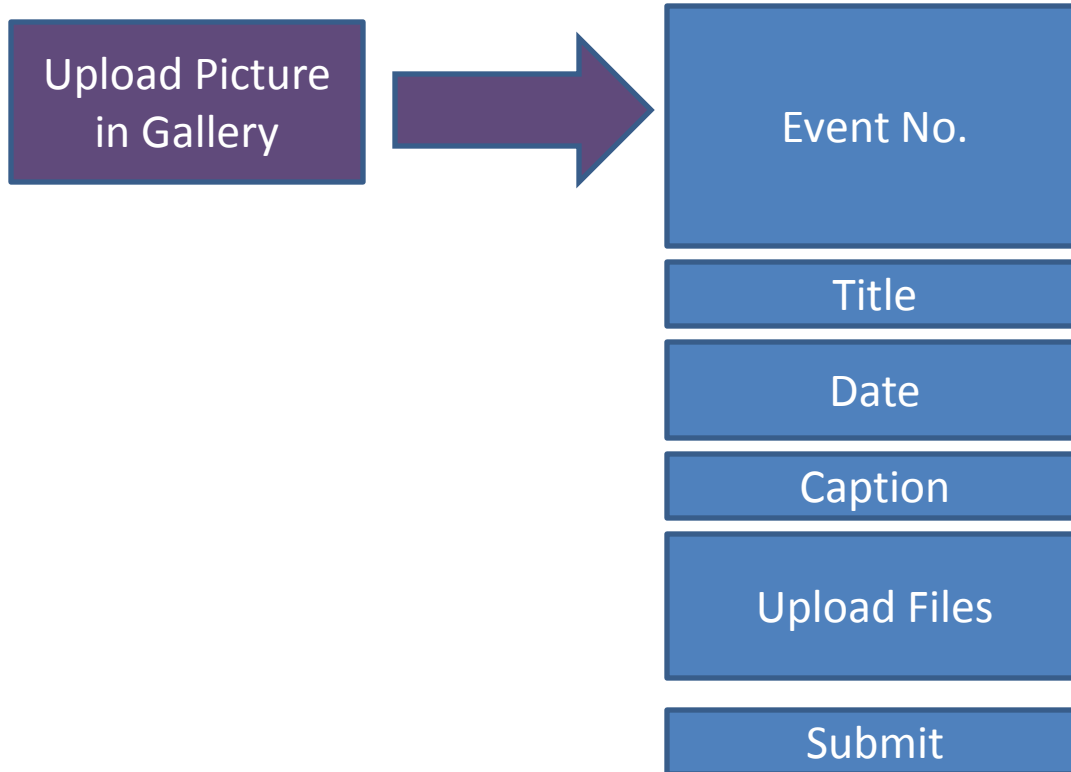 Upload Picture
in Gallery
Event No.
Title
Date
Caption
Upload Files
Submit